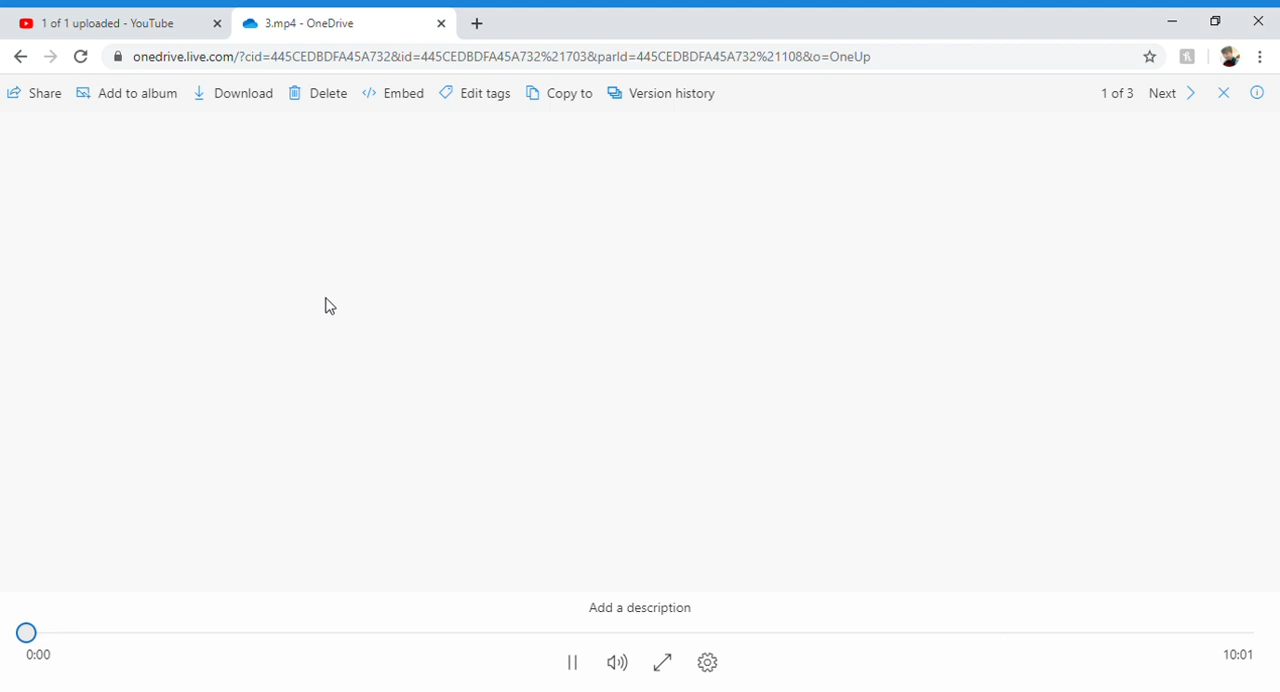 1 of 1 uploaded - YouTube
3.mp4 - OneDrive
onedrive.live.com/?cid=445CEDBDFA45A732&id=445CEDBDFA45A732%21703&parId=445CEDBDFA45A732%21108&o=OneUp
Share Add to album Download Delete Embed Edit tags Copy to Version history 1 of 3 Next
Add a description
0:00 10:01